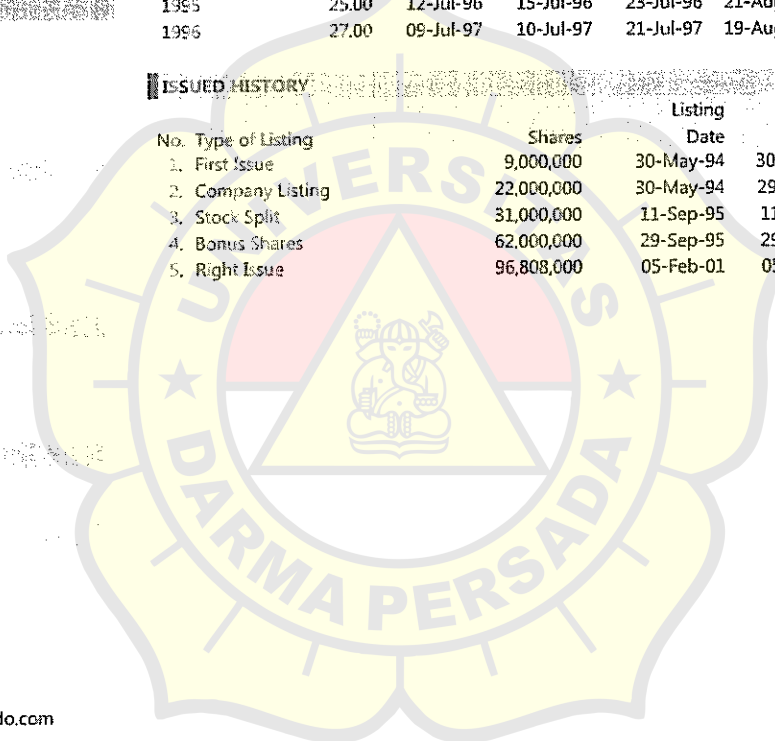 1995 25.00 12-Jul-96 15-Jul-96 23-Jul-96 21-Au
1996 27.00 09-Jul-97 10-Jul-97 21-Jul-97 19-Au
ISSUED HISTORY
Listing
No. Type of Listing Shares Date
1. First Issue 9,000,000 30-May-94 30
2. Company Listing 22,000,000 30-May-94 29
3. Stock Split 31,000,000 11-Sep-95 11
4. Bonus Shares 62,000,000 29-Sep-95 29
5. Right Issue 96,808,000 05-Feb-01 05
UNIVERSITAS
DARMA PERSADA
do.com